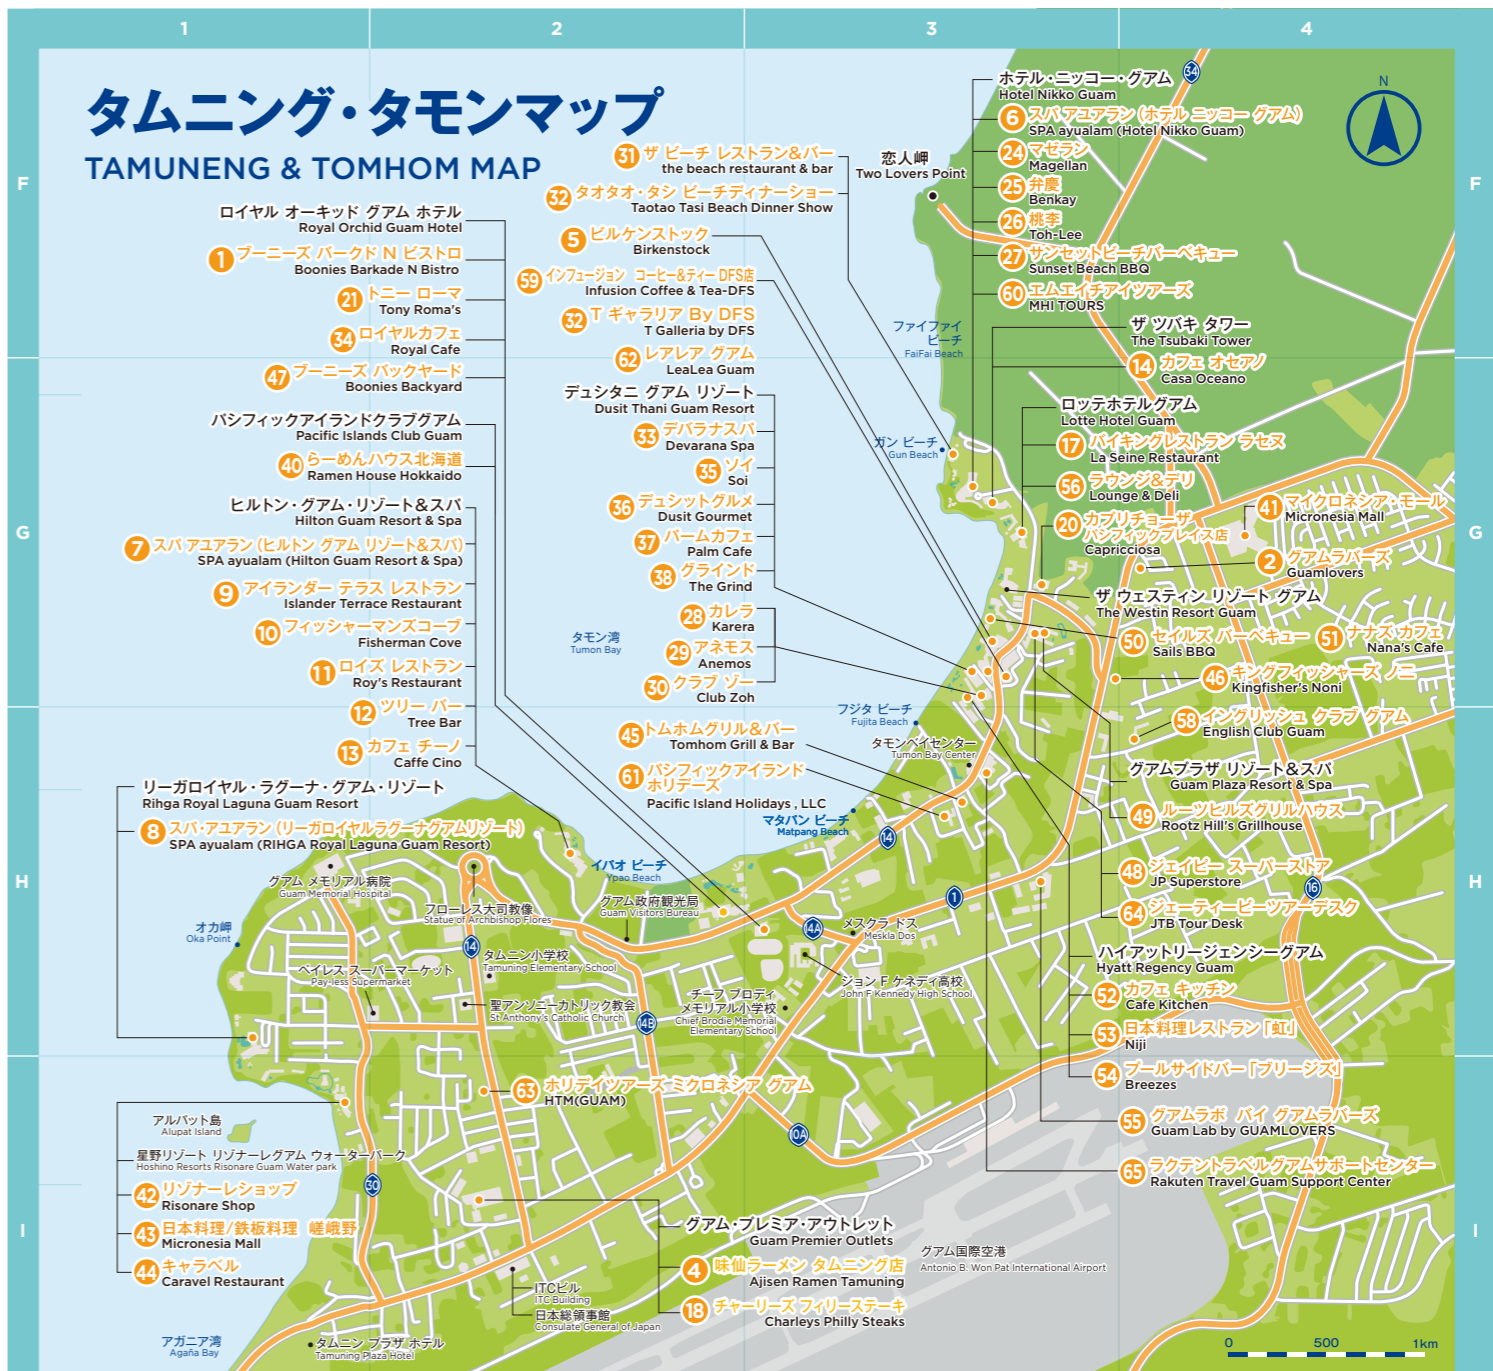 1
2
3
4
F
G
H
I
F
G
H
I
タムニング・タモンマップ
TAMUNENG & TOMHOM MAP
N
ロイヤル オーキッド グアム ホテル
Royal Orchid Guam Hotel
1 ブーニーズ バークド N ビストロ
Boonies Barkade N Bistro
21 トニー ローマ
Tony Roma's
34 ロイヤルカフェ
Royal Cafe
47 ブーニーズ バックヤード
Boonies Backyard
パシフィックアイランドクラブグアム
Pacific Islands Club Guam
40 らーめんハウス北海道
Ramen House Hokkaido
ヒルトン・グアム・リゾート&スパ
Hilton Guam Resort & Spa
7 スパ アユアラン (ヒルトン グアム リゾート&スパ)
SPA ayualam (Hilton Guam Resort & Spa)
9 アイランダー テラス レストラン
Islander Terrace Restaurant
10 フィッシャーマンズコーブ
Fisherman Cove
11 ロイズ レストラン
Roy's Restaurant
12 ツリー バー
Tree Bar
13 カフェ チーノ
Caffe Cino
リーガロイヤル・ラグーナ・グアム・リゾート
Rihga Royal Laguna Guam Resort
8 スパ・アユアラン (リーガロイヤルラグーナグアムリゾート)
SPA ayualam (RIHGA Royal Laguna Guam Resort)
31 ザ ビーチ レストラン&バー
the beach restaurant & bar
32 タオタオ・タシ ビーチディナーショー
Taotao Tasi Beach Dinner Show
5 ビルケンストック
Birkenstock
59 インフュージョン コーヒー&ティー DFS店
Infusion Coffee & Tea-DFS
32 T ギャラリア By DFS
T Galleria by DFS
62 レアレア グアム
LeaLea Guam
デュシタニ グアム リゾート
Dusit Thani Guam Resort
33 デバラナスパ
Devarana Spa
35 ソイ
Soi
36 デュシットグルメ
Dusit Gourmet
37 パームカフェ
Palm Cafe
38 グラインド
The Grind
28 カレラ
Karera
29 アネモス
Anemos
30 クラブ ゾー
Club Zoh
45 トムホムグリル&バー
Tomhom Grill & Bar
61 パシフィックアイランド
ホリデーズ
Pacific Island Holidays , LLC
恋人岬
Two Lovers Point
ファイファイ
ビーチ
FaiFai Beach
ガン ビーチ
Gun Beach
タモン湾
Tumon Bay
フジタ ビーチ
Fujita Beach
タモンベイセンター
Tumon Bay Center
マタパン ビーチ
Matpang Beach
イパオ ビーチ
Ypao Beach
ホテル・ニッコー・グアム
Hotel Nikko Guam
6 スパ アユアラン (ホテル ニッコー グアム)
SPA ayualam (Hotel Nikko Guam)
24 マゼラン
Magellan
25 弁慶
Benkay
26 桃李
Toh-Lee
27 サンセットビーチバーベキュー
Sunset Beach BBQ
60 エムエイチアイツアーズ
MHI TOURS
ザ ツバキ タワー
The Tsubaki Tower
14 カフェ オセアノ
Casa Oceano
ロッテホテルグアム
Lotte Hotel Guam
17 バイキングレストラン ラセヌ
La Seine Restaurant
56 ラウンジ&デリ
Lounge & Deli
20 カプリチョーザ
パシフィックプレイス店
Capricciosa
41 マイクロネシア・モール
Micronesia Mall
2 グアムラバーズ
Guamlovers
ザ ウェスティン リゾート グアム
The Westin Resort Guam
50 セイルズ バーベキュー
Sails BBQ
51 ナナズ カフェ
Nana's Cafe
46 キングフィッシャーズ ノニ
Kingfisher's Noni
58 イングリッシュ クラブ グアム
English Club Guam
グアムプラザ リゾート&スパ
Guam Plaza Resort & Spa
49 ルーツヒルズグリルハウス
Rootz Hill's Grillhouse
48 ジェイピー スーパーストア
JP Superstore
64 ジェーティービーツアーデスク
JTB Tour Desk
ハイアットリージェンシーグアム
Hyatt Regency Guam
52 カフェ キッチン
Cafe Kitchen
53 日本料理レストラン「虹」
Niji
54 プールサイドバー「ブリージズ」
Breezes
55 グアムラボ バイ グアムラバーズ
Guam Lab by GUAMLOVERS
65 ラクテントラベルグアムサポートセンター
Rakuten Travel Guam Support Center
グアム メモリアル病院
Guam Memorial Hospital
フローレス大司教像
Statue of Archbishop Flores
グアム政府観光局
Guam Visitors Bureau
オカ岬
Oka Point
ペイレス スーパーマーケット
Pay-less Supermarket
タムニン小学校
Tamuning Elementary School
聖アンソニーカトリック教会
St Anthony's Catholic Church
メスクラ ドス
Meskla Dos
ジョン F ケネディ高校
John F Kennedy High School
チーフ ブロディ
メモリアル小学校
Chief Brodie Memorial
Elementary School
63 ホリデイツアーズ ミクロネシア グアム
HTM(GUAM)
アルパット島
Alupat Island
星野リゾート リゾナーレグアム ウォーターパーク
Hoshino Resorts Risonare Guam Water park
42 リゾナーレショップ
Risonare Shop
43 日本料理/鉄板料理 嵯峨野
Micronesia Mall
44 キャラベル
Caravel Restaurant
グアム・プレミア・アウトレット
Guam Premier Outlets
4 味仙ラーメン タムニング店
Ajisen Ramen Tamuning
18 チャーリーズ フィリーステーキ
Charleys Philly Steaks
グアム国際空港
Antonio B. Won Pat International Airport
ITCビル
ITC Building
日本総領事館
Consulate General of Japan
タムニン プラザ ホテル
Tamuning Plaza Hotel
アガニア湾
Agaña Bay
34
14
1
16
14A
14
14B
10A
30
0 500 1km